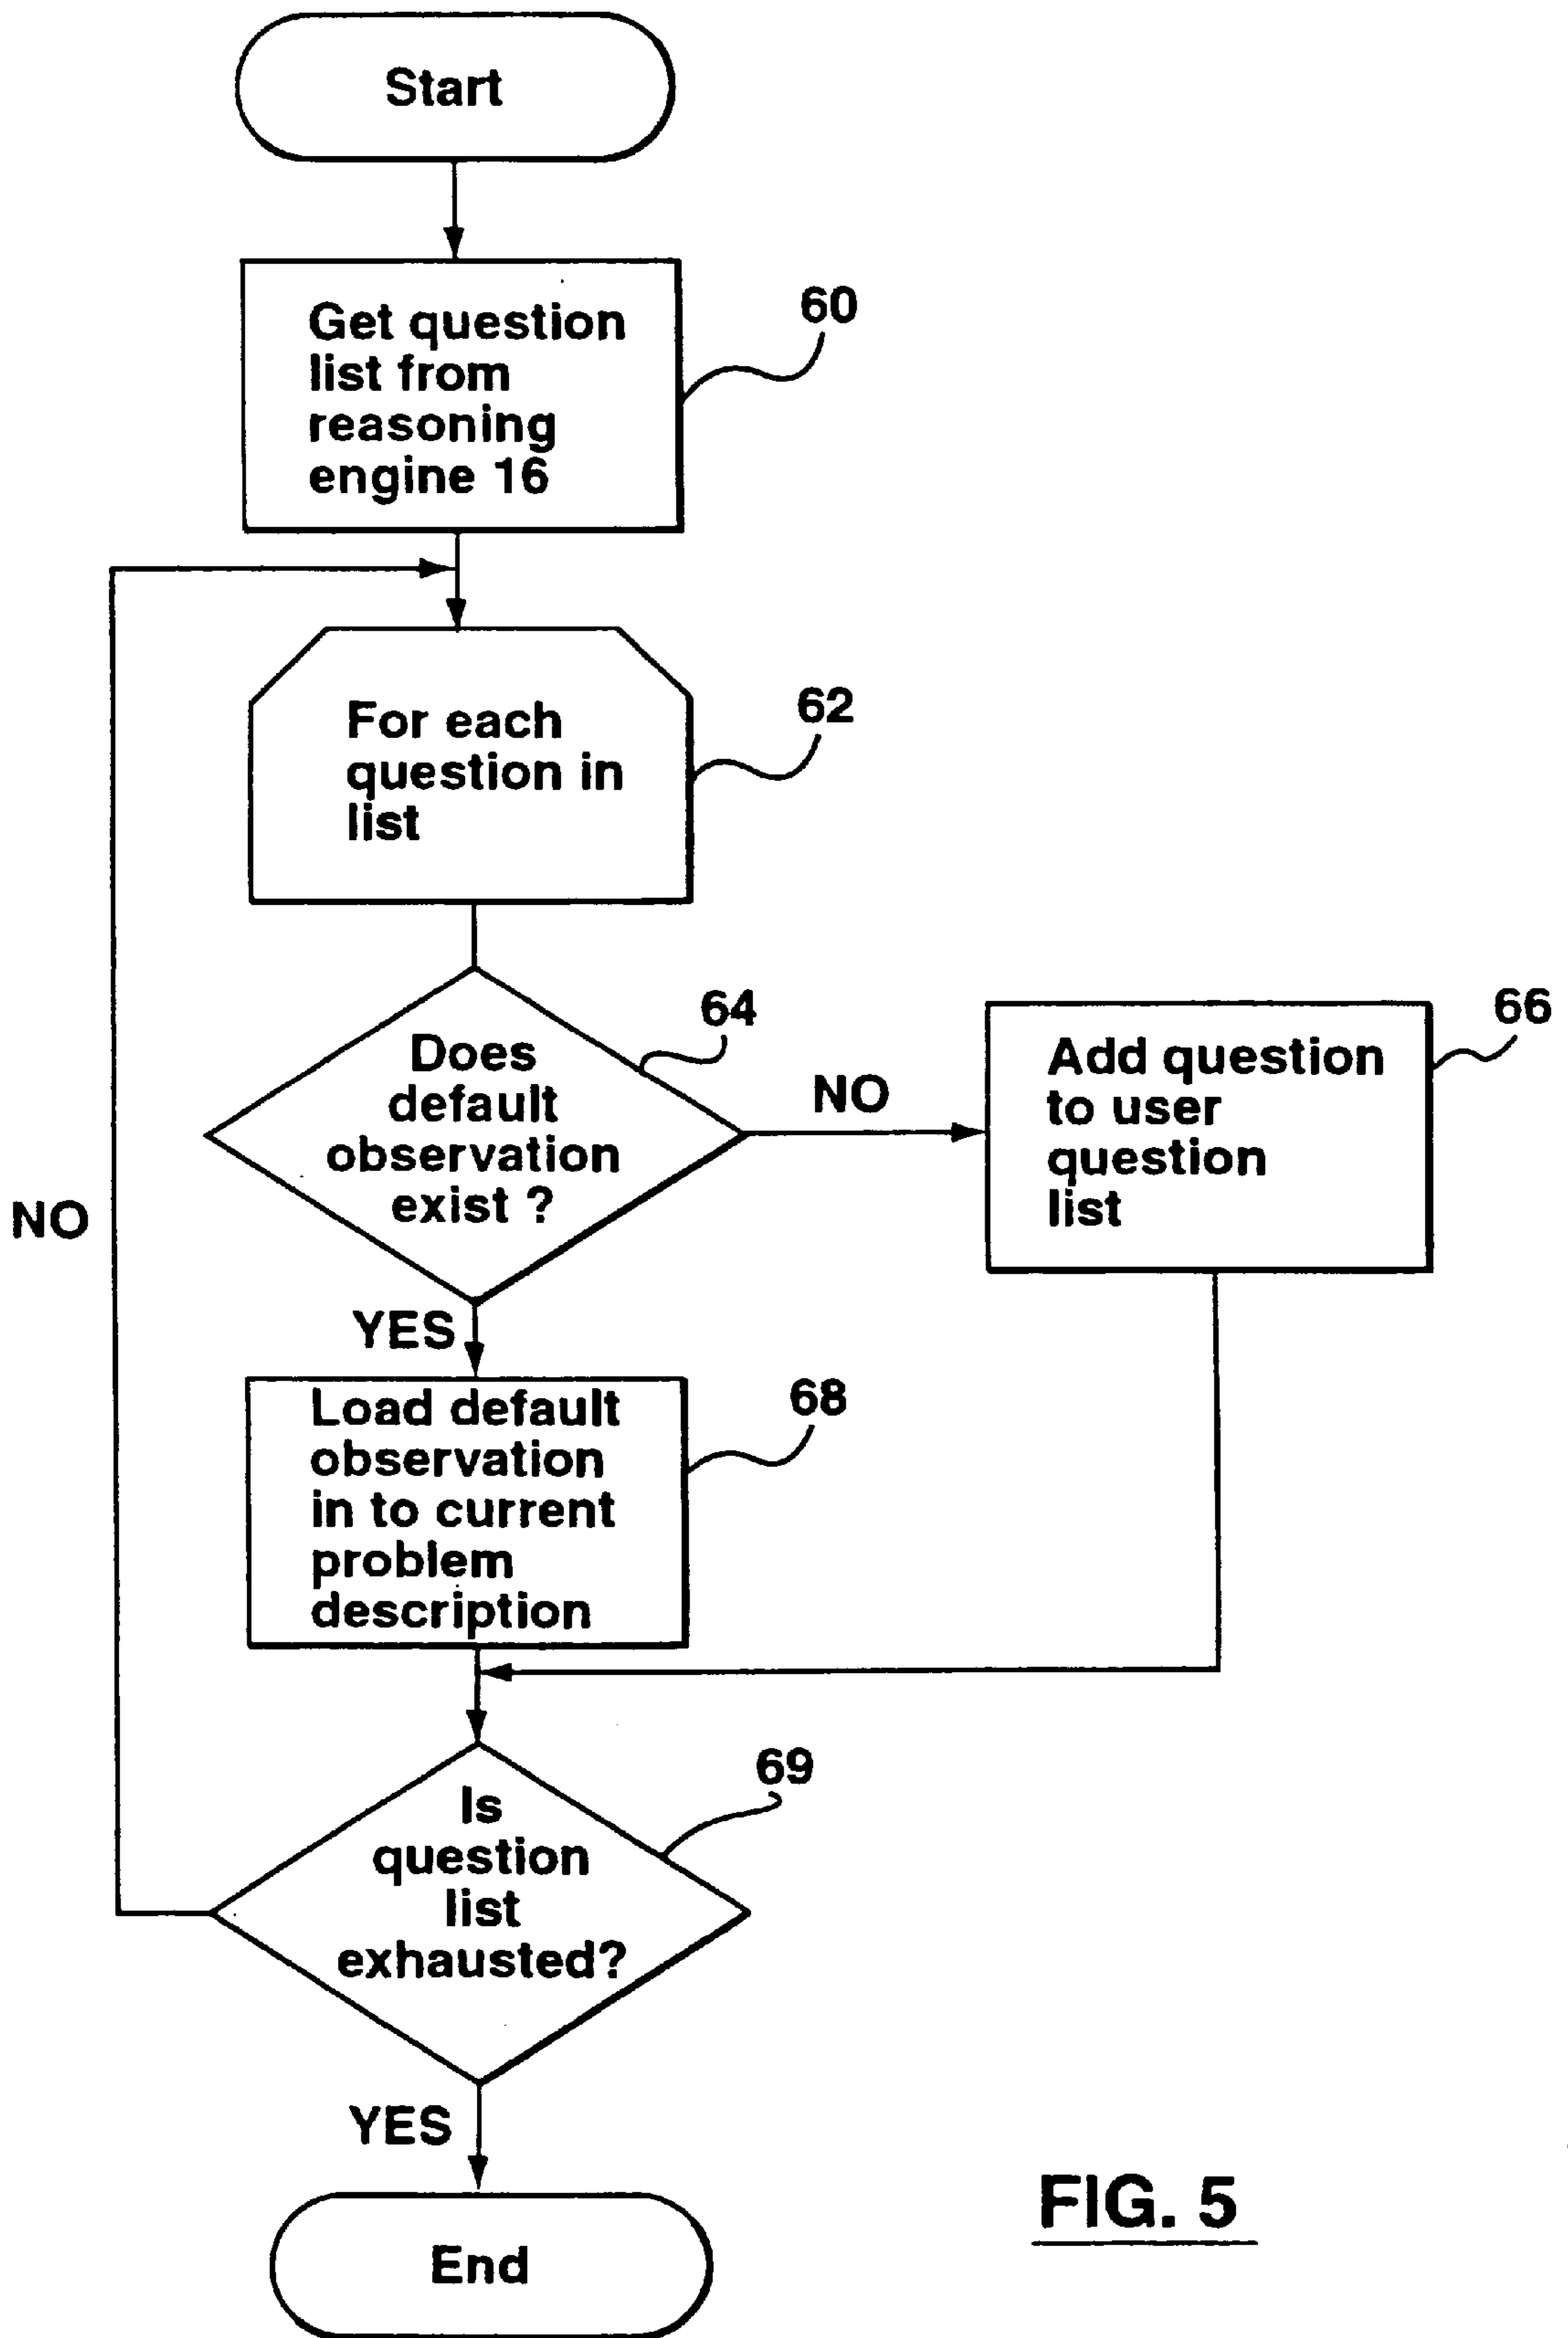 Start
Get question
list from
reasoning
engine 16
60
For each
question in
list
62
Does
default
observation
exist ?
64
NO
Add question
to user
question
list
66
NO
YES
Load default
observation
in to current
problem
description
68
Is
question
list
exhausted?
69
YES
End
FIG. 5